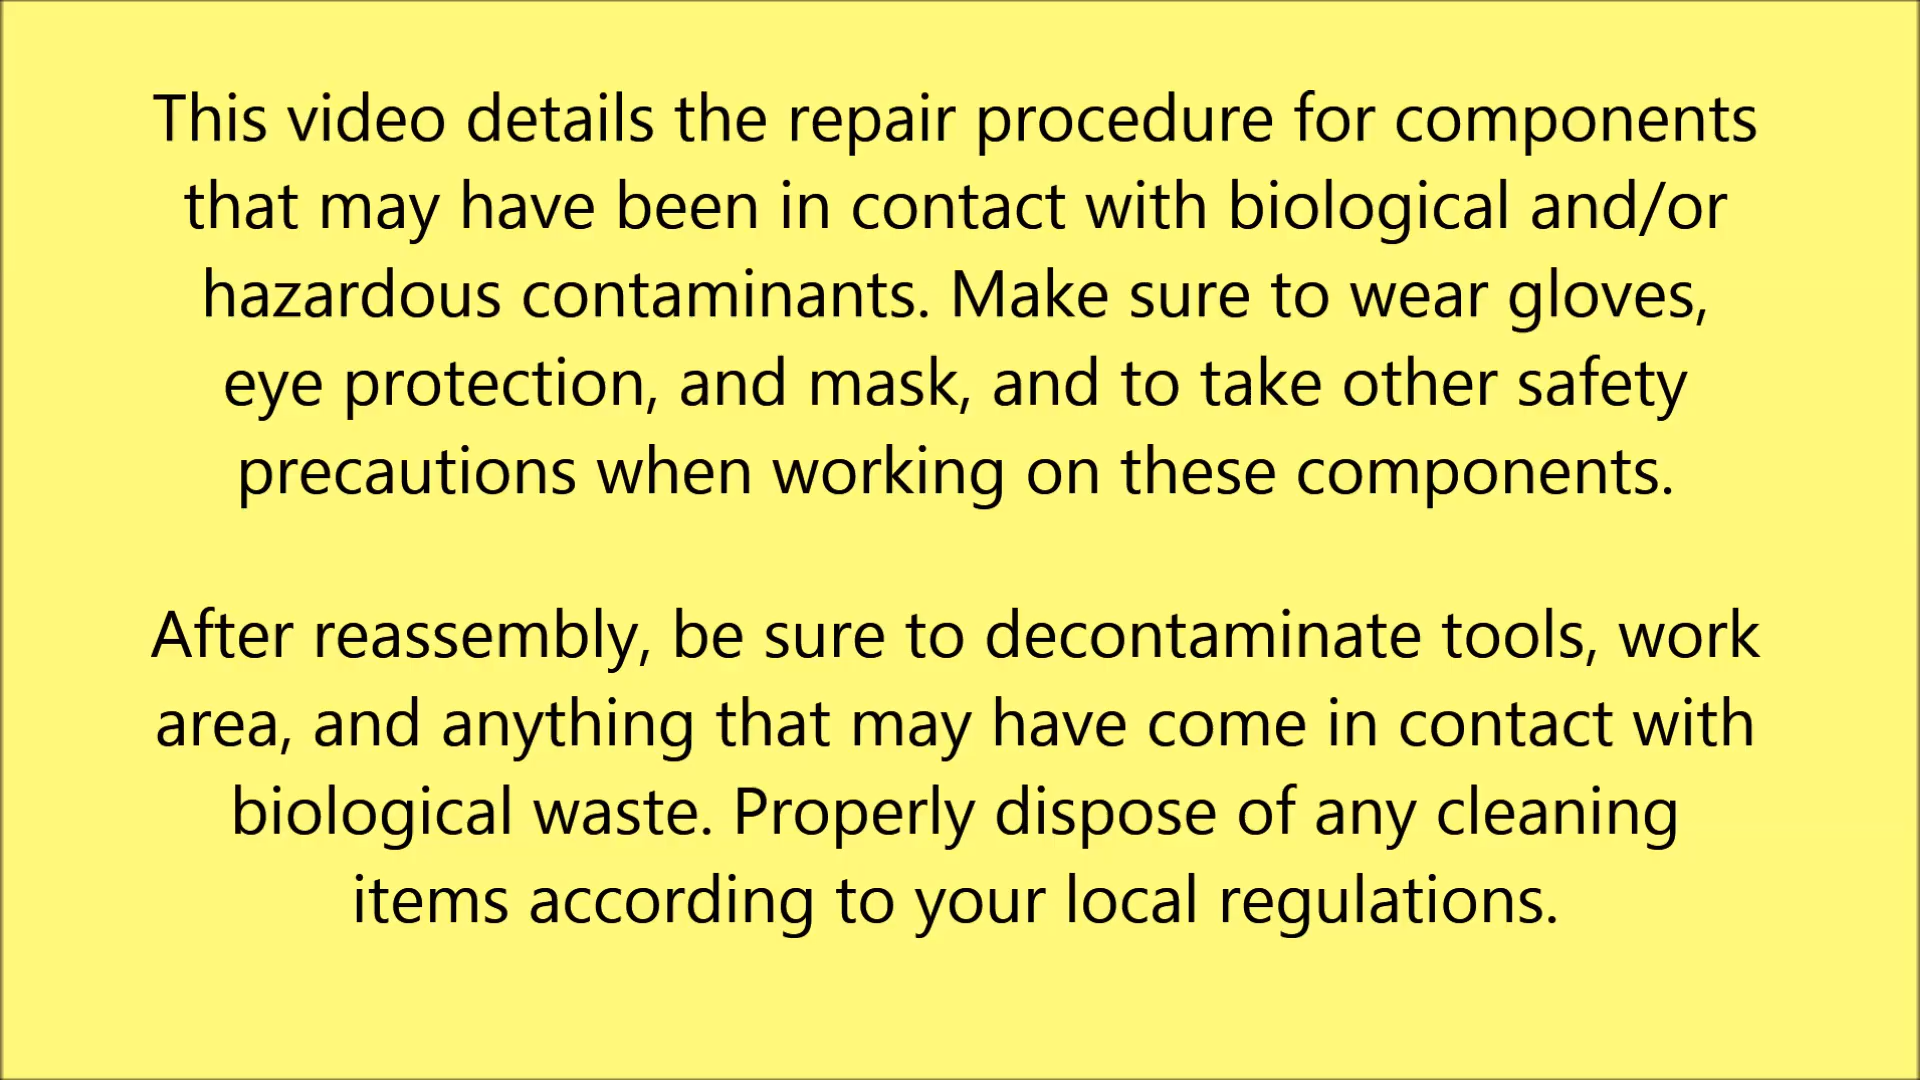 This video details the repair procedure for components
that may have been in contact with biological and/or
hazardous contaminants. Make sure to wear gloves,
eye protection, and mask, and to take other safety
precautions when working on these components.
After reassembly, be sure to decontaminate tools, work
area, and anything that may have come in contact with
biological waste. Properly dispose of any cleaning
items according to your local regulations.